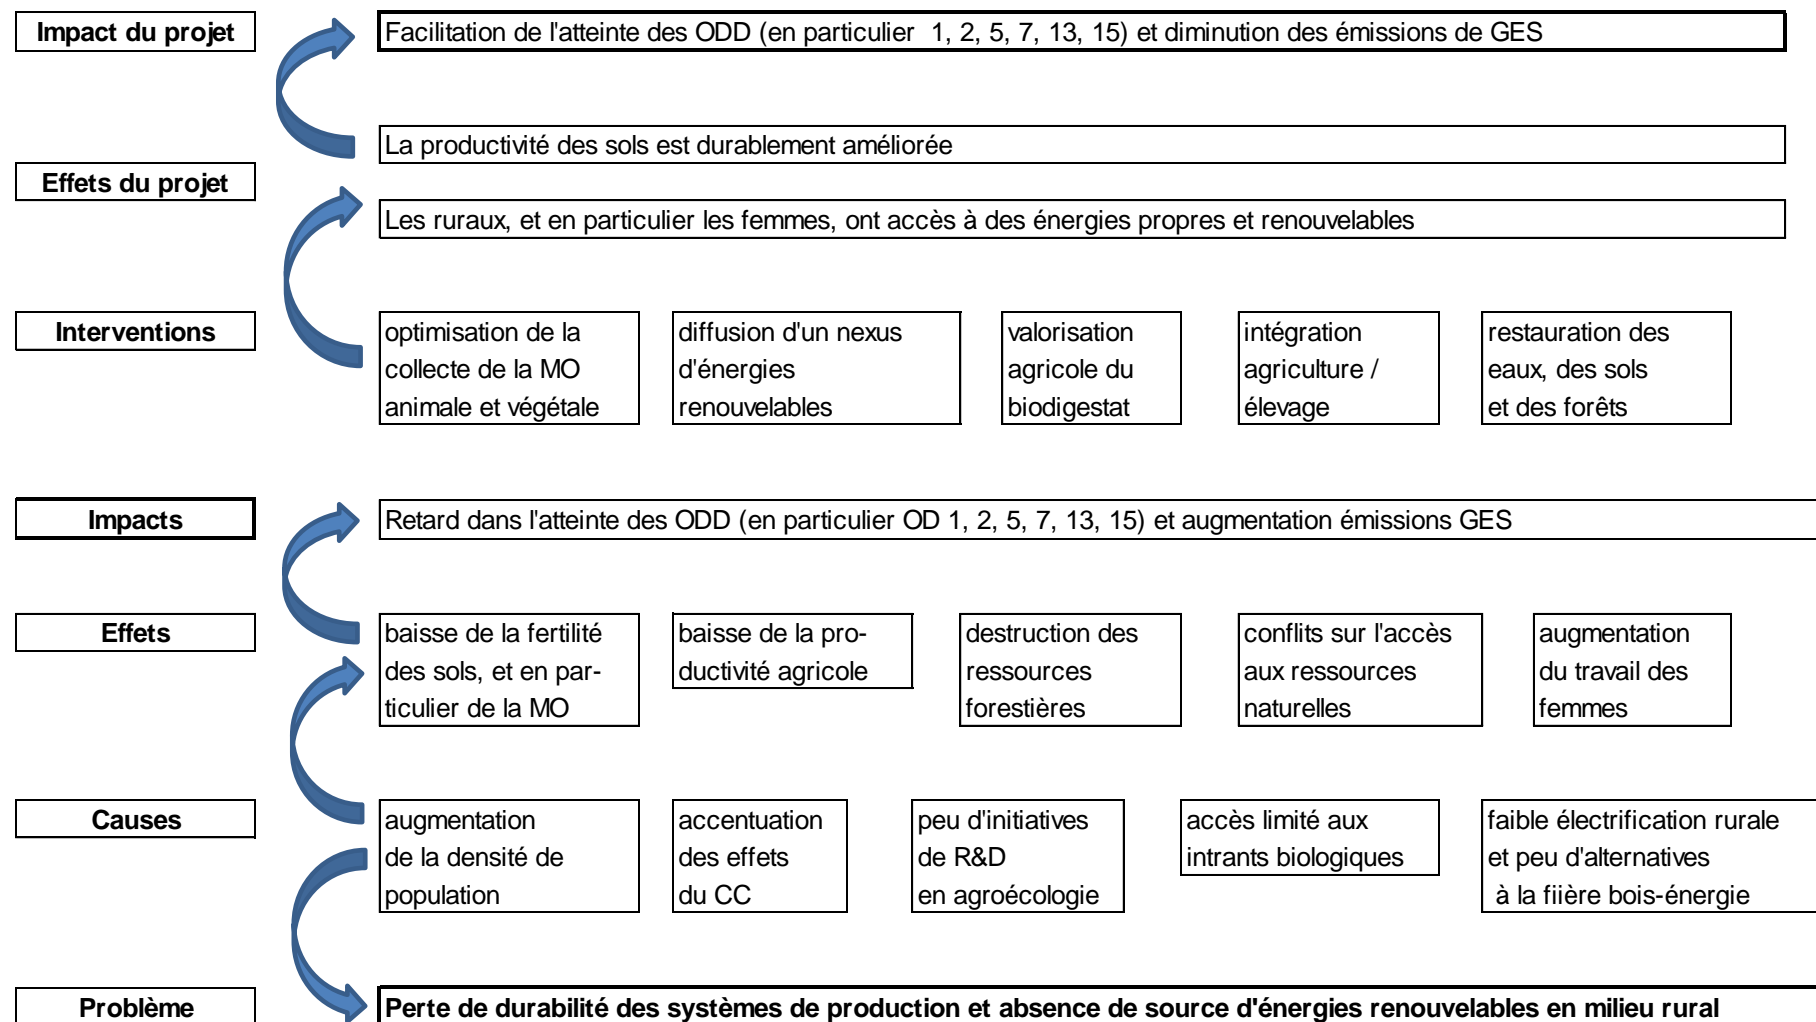 Impact du projet
Facilitation de l'atteinte des ODD (en particulier  1, 2, 5, 7, 13, 15) et diminution des émissions de GES
La productivité des sols est durablement améliorée
Effets du projet
Les ruraux, et en particulier les femmes, ont accès à des énergies propres et renouvelables
Interventions
optimisation de la
collecte de la MO
animale et végétale
diffusion d'un nexus
d'énergies
renouvelables
valorisation
agricole du
biodigestat
intégration
agriculture /
élevage
restauration des
eaux, des sols
et des forêts
Impacts
Retard dans l'atteinte des ODD (en particulier OD 1, 2, 5, 7, 13, 15) et augmentation émissions GES
Effets
baisse de la fertilité
des sols, et en par-
ticulier de la MO
baisse de la pro-
ductivité agricole
destruction des
ressources
forestières
conflits sur l'accès
aux ressources
naturelles
augmentation
du travail des
femmes
Causes
augmentation
de la densité de
population
accentuation
des effets
du CC
peu d'initiatives
de R&D
en agroécologie
accès limité aux
intrants biologiques
faible électrification rurale
et peu d'alternatives
à la fiière bois-énergie
Problème
Perte de durabilité des systèmes de production et absence de source d'énergies renouvelables en milieu rural